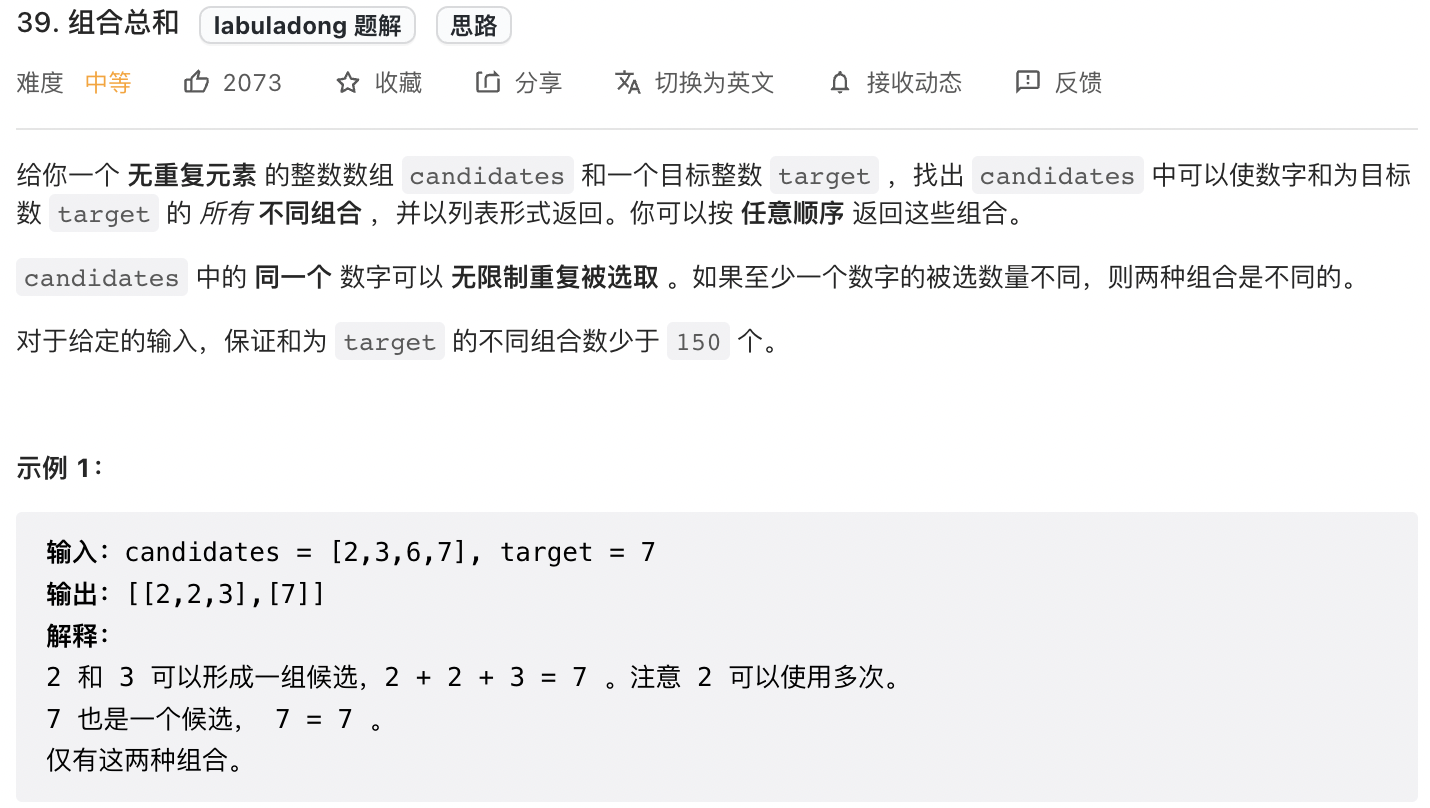 39. 组合总和 labuladong 题解 思路
难度 中等 2073 收藏 分享 切换为英文 接收动态 反馈
给你一个 无重复元素 的整数数组 candidates 和一个目标整数 target ，找出 candidates 中可以使数字和为目标
数 target 的 所有 不同组合 ，并以列表形式返回。你可以按 任意顺序 返回这些组合。
candidates 中的 同一个 数字可以 无限制重复被选取 。如果至少一个数字的被选数量不同，则两种组合是不同的。
对于给定的输入，保证和为 target 的不同组合数少于 150 个。
示例 1：
输入：candidates = [2,3,6,7], target = 7
输出：[[2,2,3],[7]]
解释：
2 和 3 可以形成一组候选，2 + 2 + 3 = 7 。注意 2 可以使用多次。
7 也是一个候选， 7 = 7 。
仅有这两种组合。